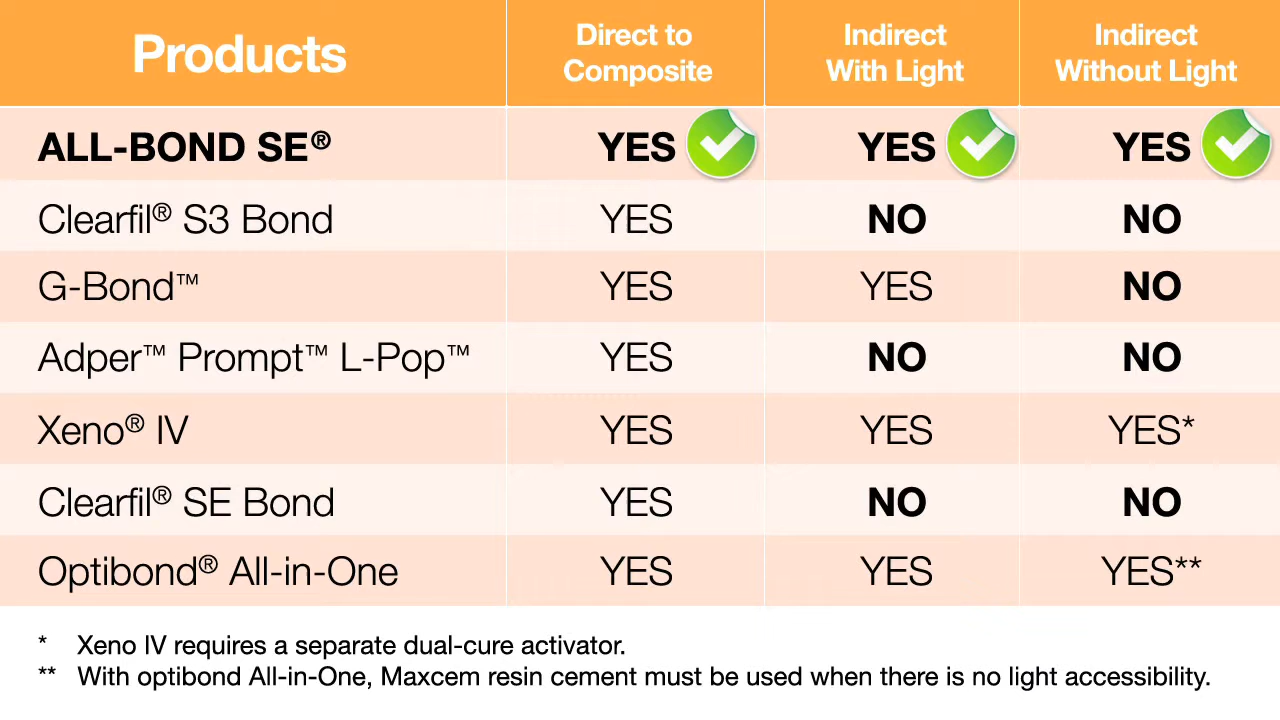 Products Direct to Composite Indirect With Light Indirect Without Light
ALL-BOND SE® YES YES YES
Clearfil® S3 Bond YES NO NO
G-Bond™ YES YES NO
Adper™ Prompt™ L-Pop™ YES NO NO
Xeno® IV YES YES YES*
Clearfil® SE Bond YES NO NO
Optibond® All-in-One YES YES YES**
* Xeno IV requires a separate dual-cure activator.
** With optibond All-in-One, Maxcem resin cement must be used when there is no light accessibility.